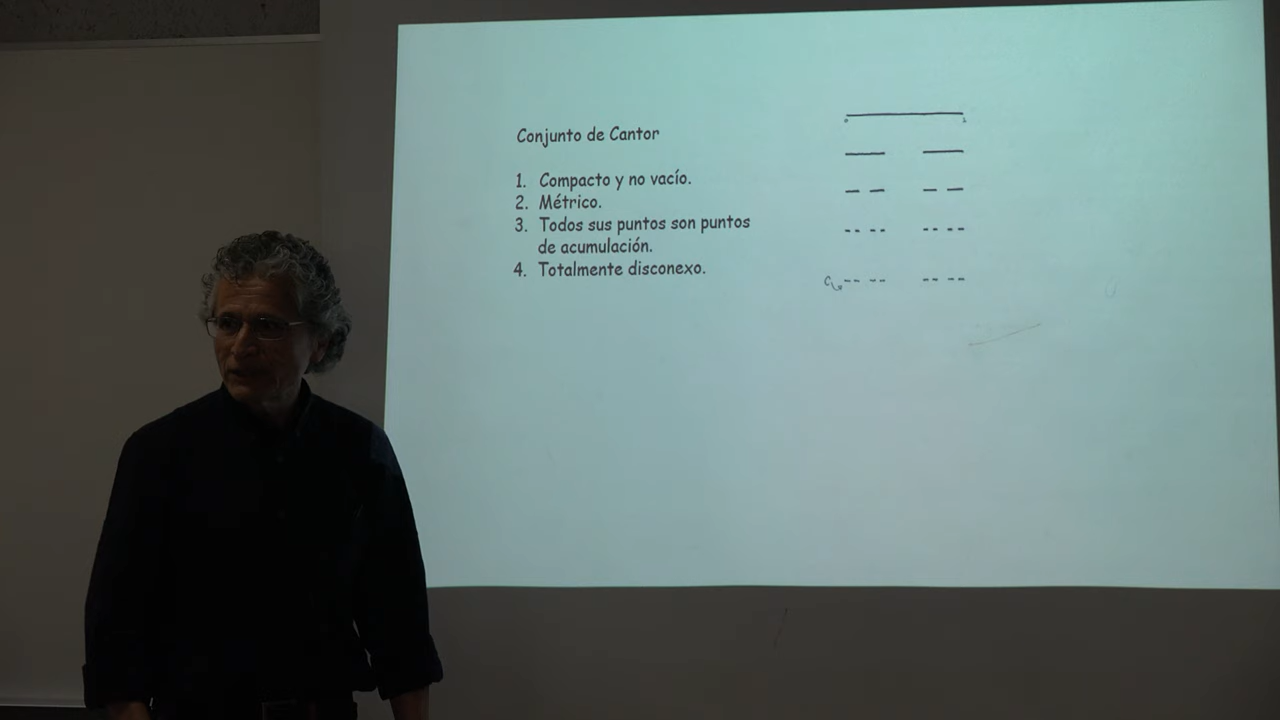 Conjunto de Cantor
1. Compacto y no vacío.
2. Métrico.
3. Todos sus puntos son puntos
de acumulación.
4. Totalmente disconexo.